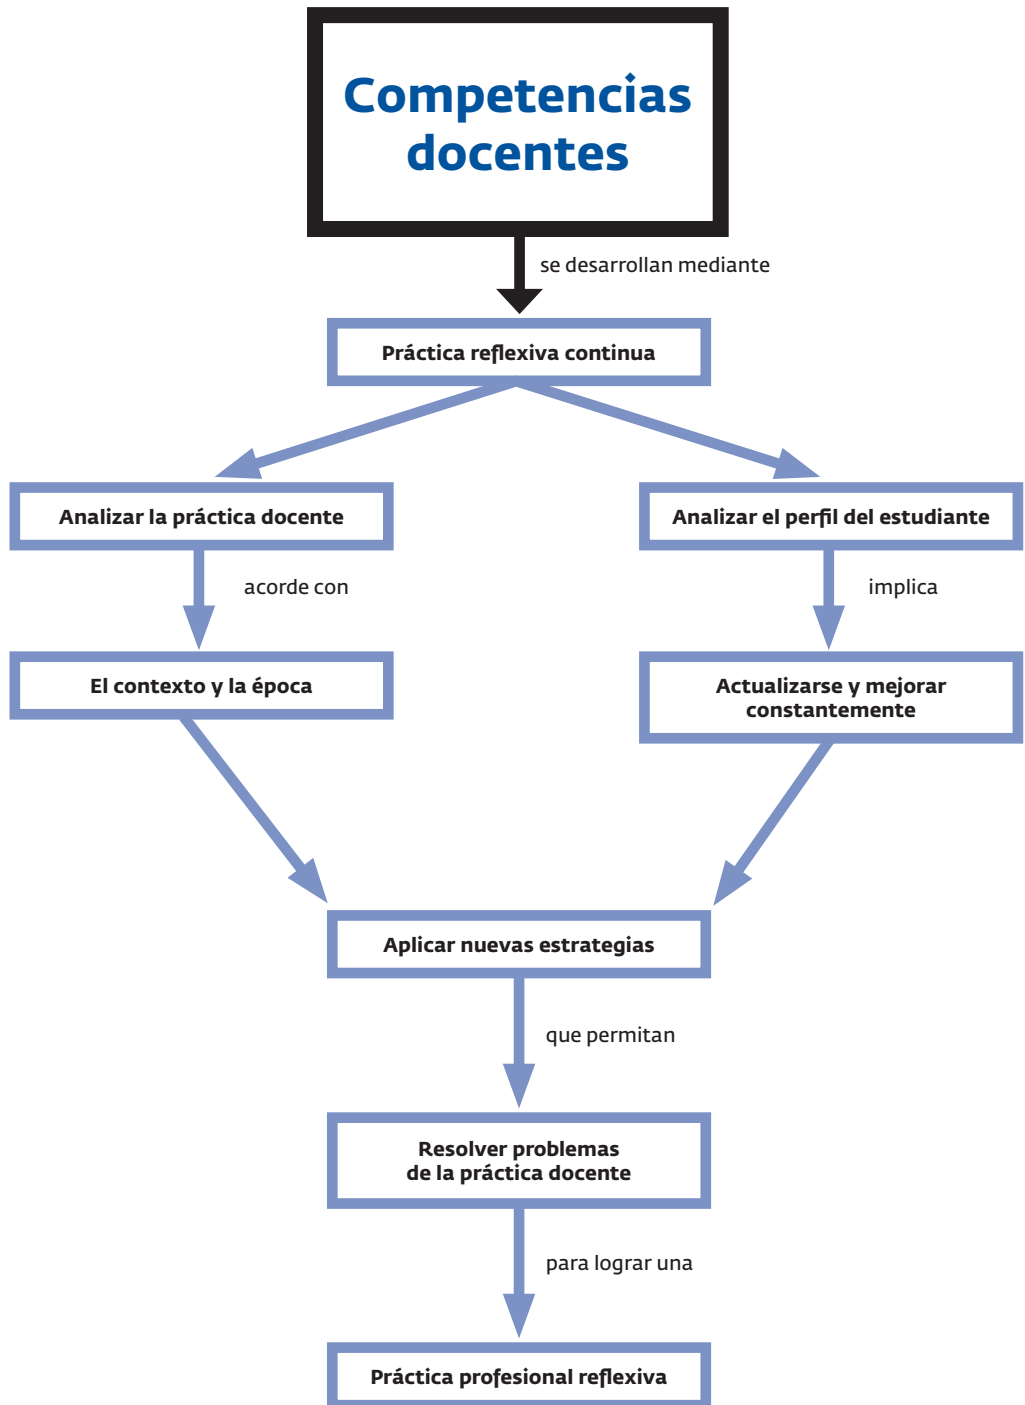 Competencias
docentes
se desarrollan mediante
Práctica reflexiva continua
Analizar la práctica docente
Analizar el perfil del estudiante
acorde con
implica
El contexto y la época
Actualizarse y mejorar
constantemente
Aplicar nuevas estrategias
que permitan
Resolver problemas
de la práctica docente
para lograr una
Práctica profesional reflexiva